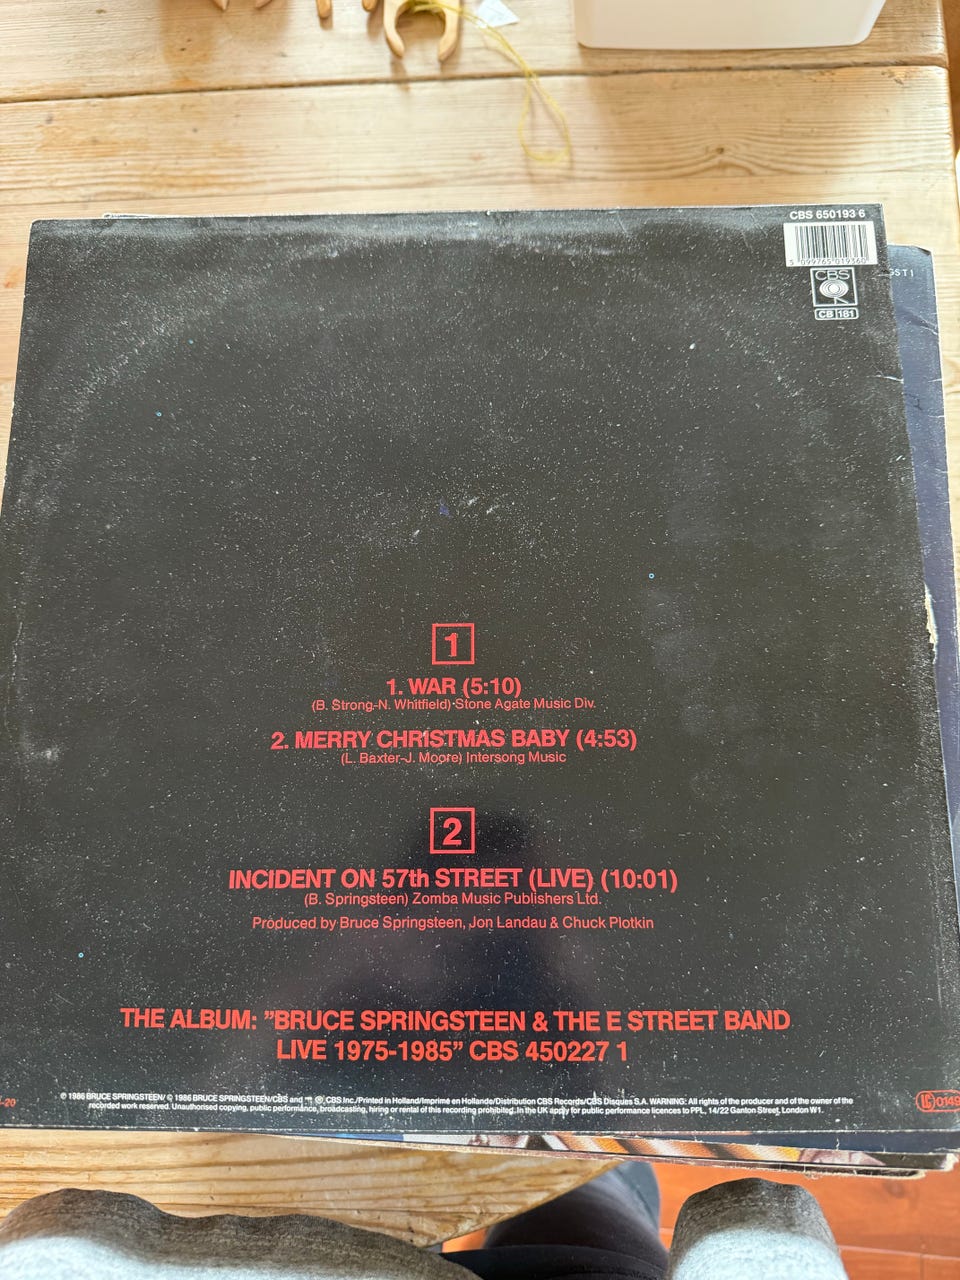 CBS 650193 6
5 099765 019360
CBS
CB 181
GST 1
1
1. WAR (5:10)
(B. Strong-N. Whitfield) Stone Agate Music Div.
2. MERRY CHRISTMAS BABY (4:53)
(L. Baxter-J. Moore) Intersong Music
2
INCIDENT ON 57th STREET (LIVE) (10:01)
(B. Springsteen) Zomba Music Publishers Ltd.
Produced by Bruce Springsteen, Jon Landau & Chuck Plotkin
THE ALBUM: ”BRUCE SPRINGSTEEN & THE E STREET BAND
LIVE 1975-1985” CBS 450227 1
-20
℗ 1986 BRUCE SPRINGSTEEN/ © 1986 BRUCE SPRINGSTEEN/CBS and ℗ CBS Inc./Printed in Holland/Imprimé en Hollande/Distribution CBS Records/CBS Disques S.A. WARNING: All rights of the producer and of the owner of the
recorded work reserved. Unauthorised copying, public performance, broadcasting, hiring or rental of this recording prohibited. In the UK apply for public performance licences to PPL, 14/22 Ganton Street, London W1.
LC 0149